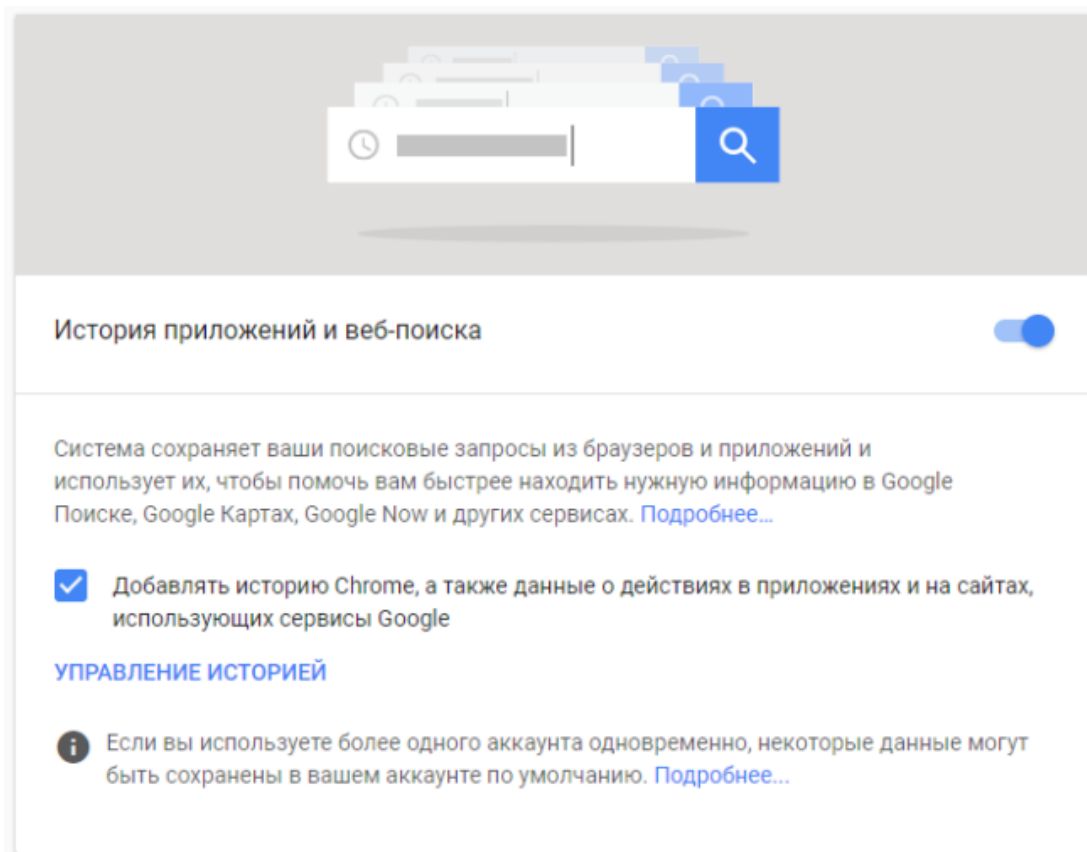 История приложений и веб-поиска
Система сохраняет ваши поисковые запросы из браузеров и приложений и
использует их, чтобы помочь вам быстрее находить нужную информацию в Google
Поиске, Google Картах, Google Now и других сервисах. Подробнее...
Добавлять историю Chrome, а также данные о действиях в приложениях и на сайтах,
использующих сервисы Google
УПРАВЛЕНИЕ ИСТОРИЕЙ
Если вы используете более одного аккаунта одновременно, некоторые данные могут
быть сохранены в вашем аккаунте по умолчанию. Подробнее...